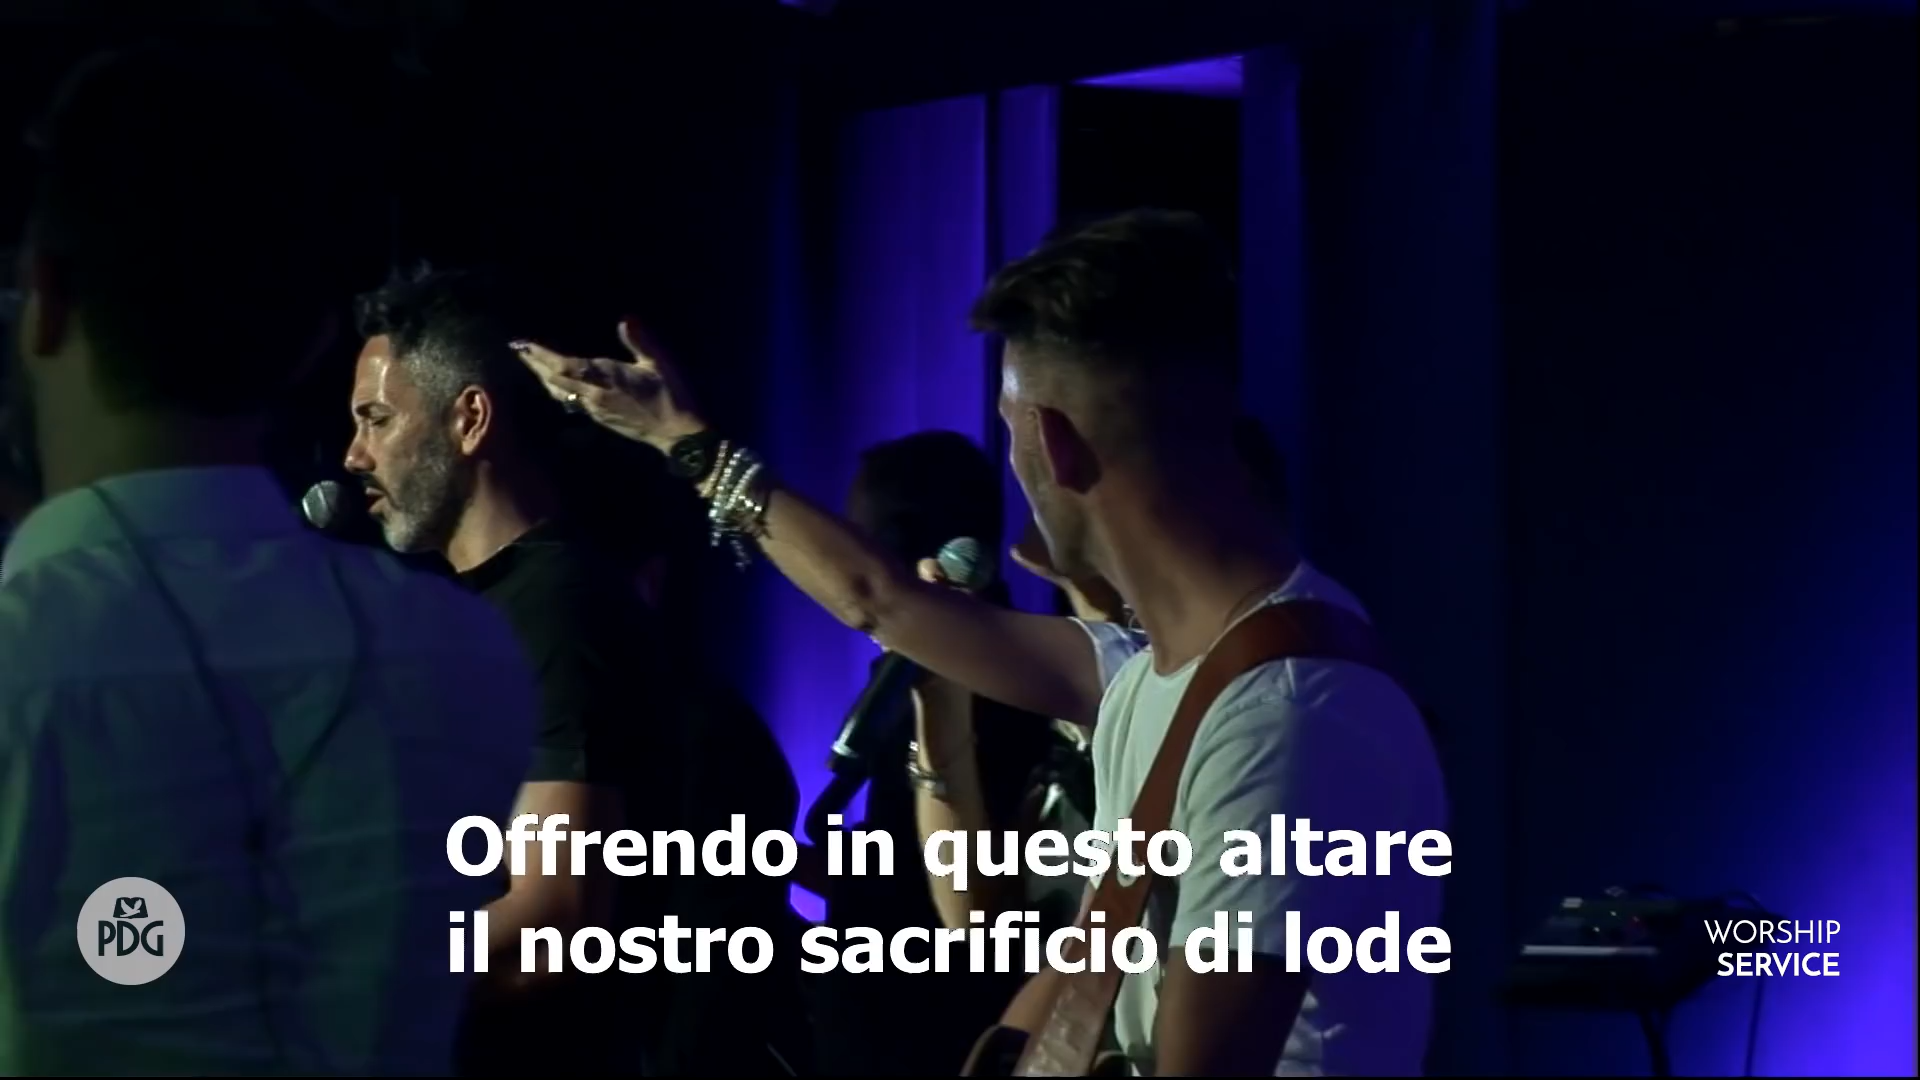 Offrendo in questo altare
il nostro sacrificio di lode
PDG
WORSHIP
SERVICE